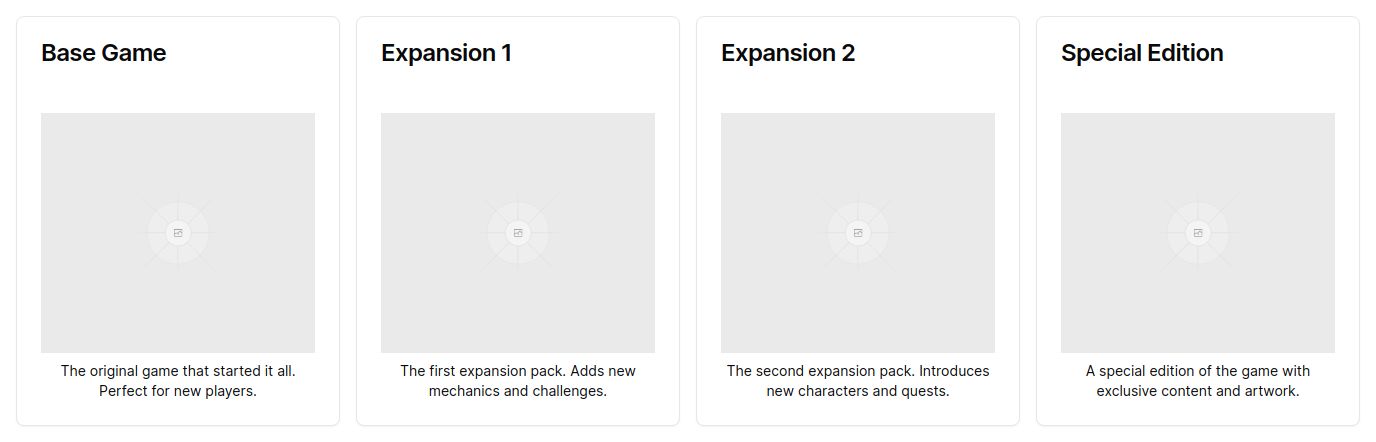 Base Game
The original game that started it all.
Perfect for new players.
Expansion 1
The first expansion pack. Adds new
mechanics and challenges.
Expansion 2
The second expansion pack. Introduces
new characters and quests.
Special Edition
A special edition of the game with
exclusive content and artwork.